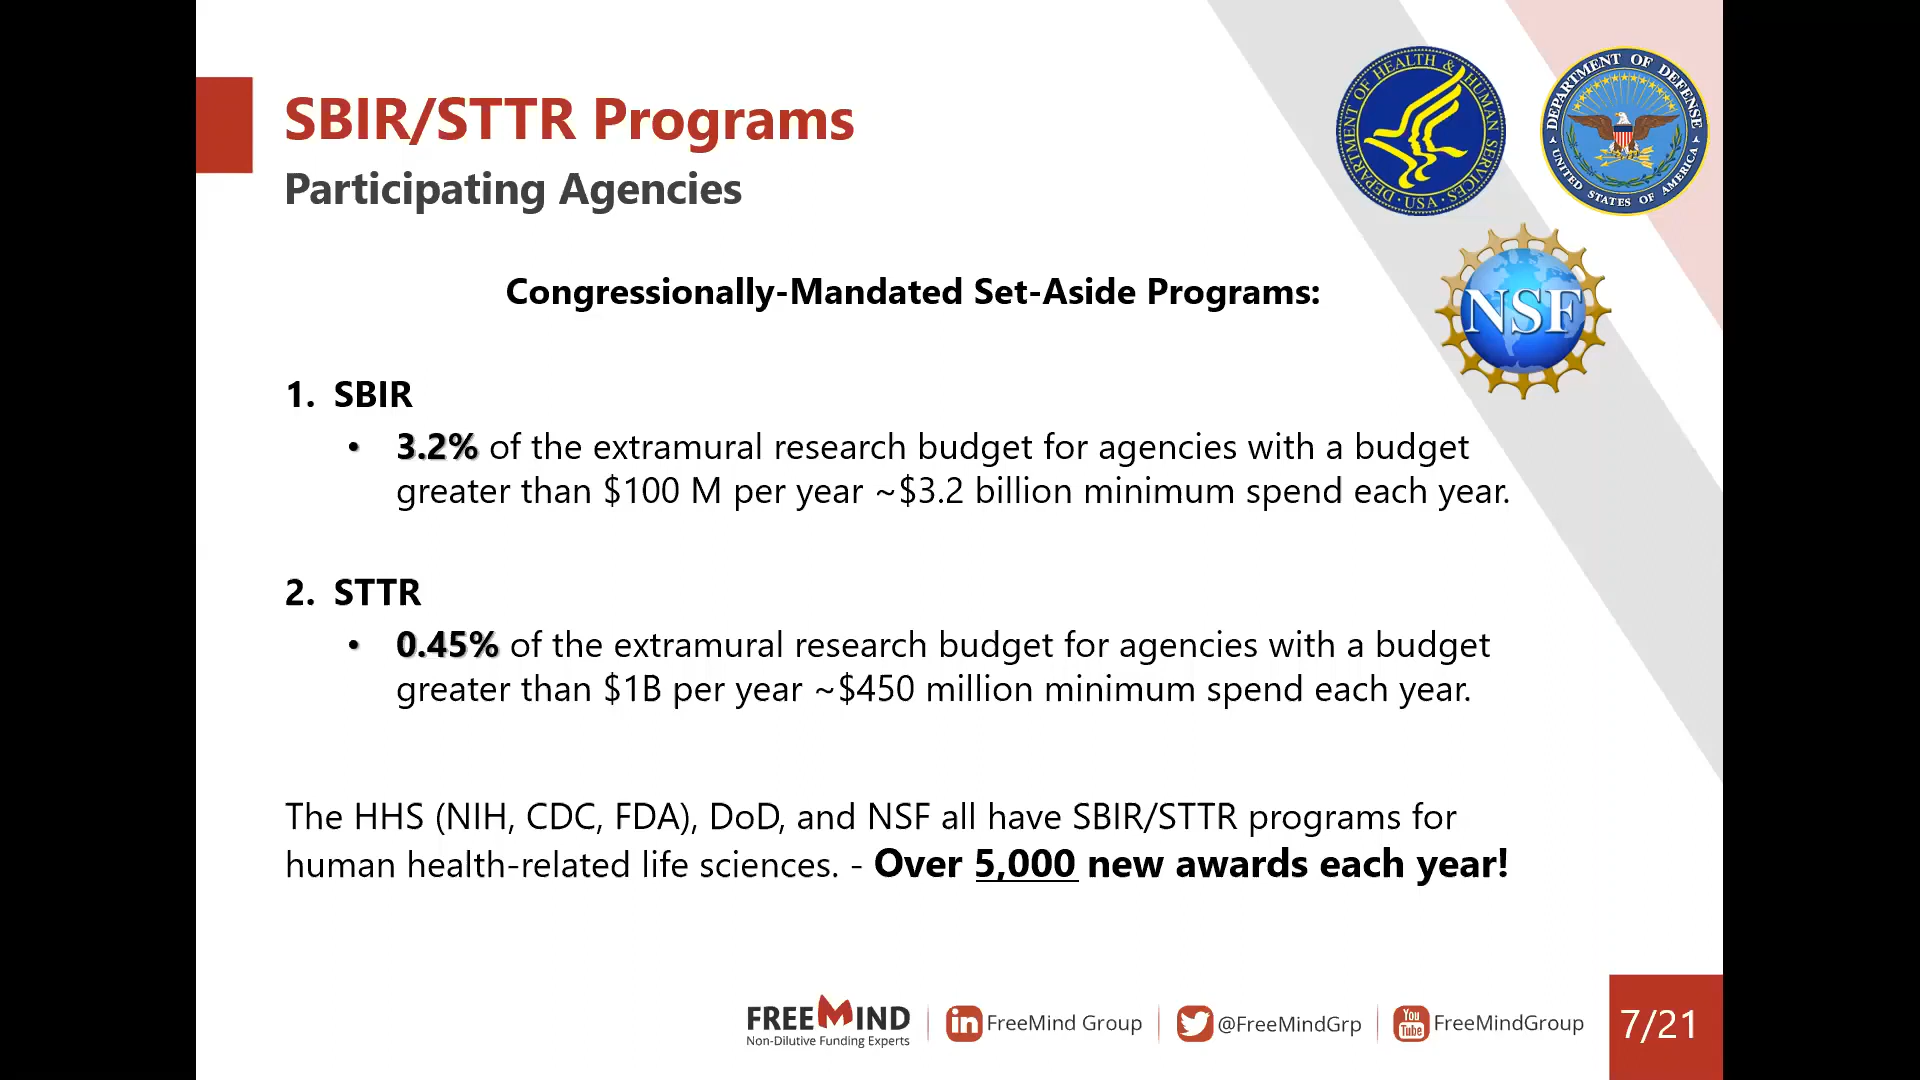 SBIR/STTR Programs
Participating Agencies
DEPARTMENT OF HEALTH & HUMAN SERVICES · USA ·
DEPARTMENT OF DEFENSE
UNITED STATES OF AMERICA
NSF
Congressionally-Mandated Set-Aside Programs:
1. SBIR
• 3.2% of the extramural research budget for agencies with a budget
greater than $100 M per year ~$3.2 billion minimum spend each year.
2. STTR
• 0.45% of the extramural research budget for agencies with a budget
greater than $1B per year ~$450 million minimum spend each year.
The HHS (NIH, CDC, FDA), DoD, and NSF all have SBIR/STTR programs for
human health-related life sciences. - Over 5,000 new awards each year!
FREEMIND
Non-Dilutive Funding Experts
in FreeMind Group
@FreeMindGrp
You Tube FreeMindGroup
7/21